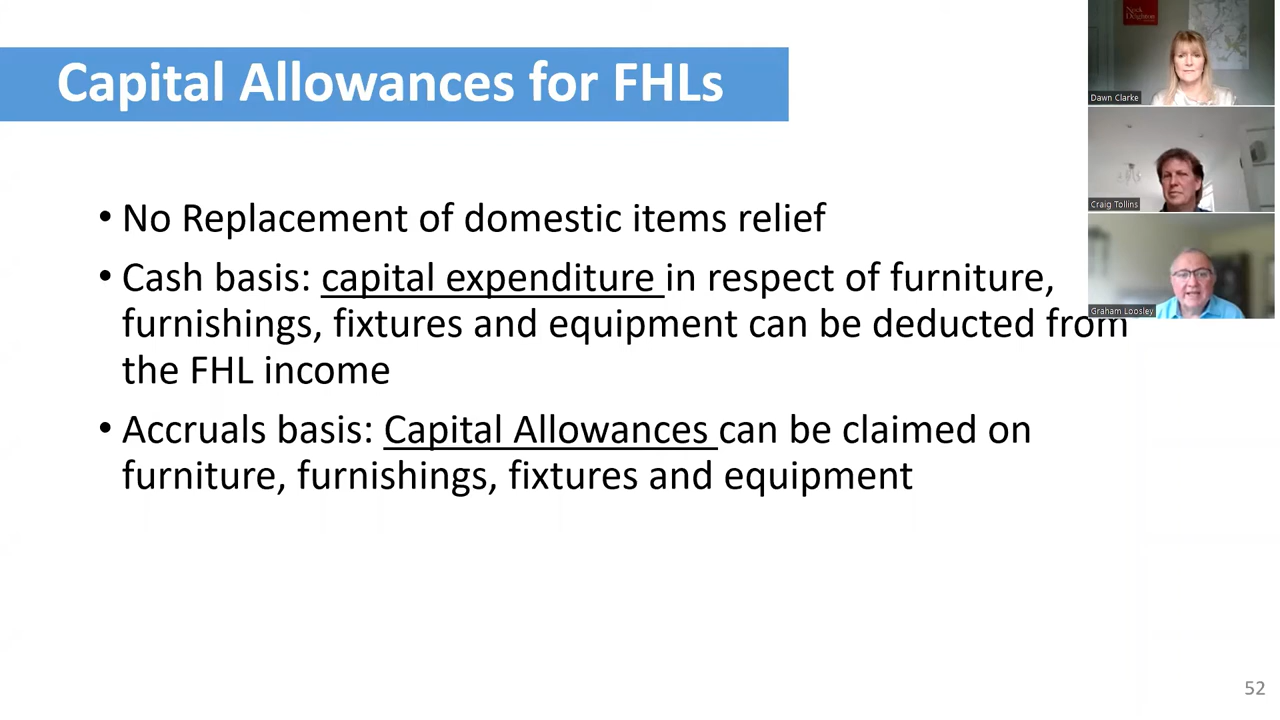 Capital Allowances for FHLs
• No Replacement of domestic items relief
• Cash basis: capital expenditure in respect of furniture,
furnishings, fixtures and equipment can be deducted from
the FHL income
• Accruals basis: Capital Allowances can be claimed on
furniture, furnishings, fixtures and equipment
Neck
Deighton
Dawn Clarke
Craig Tollins
Graham Loosley
52